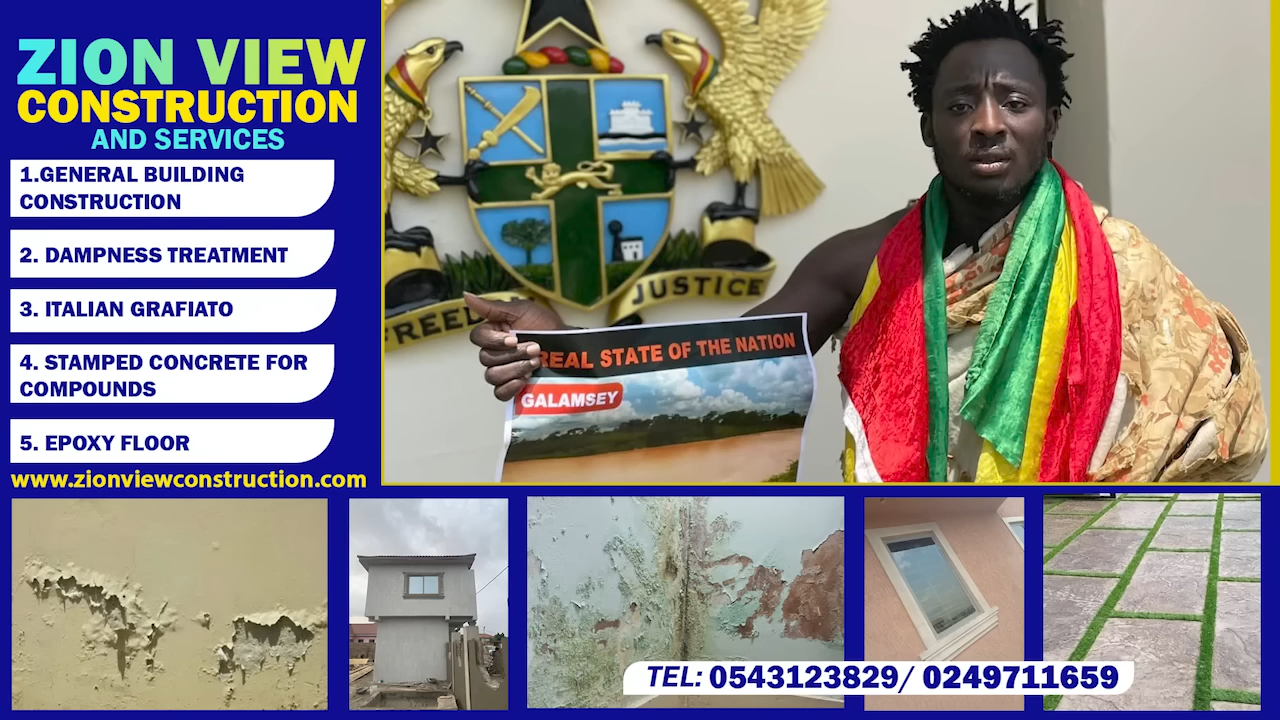 ZION VIEW
CONSTRUCTION
AND SERVICES
1.GENERAL BUILDING
CONSTRUCTION
2. DAMPNESS TREATMENT
3. ITALIAN GRAFIATO
4. STAMPED CONCRETE FOR
COMPOUNDS
5. EPOXY FLOOR
www.zionviewconstruction.com
JUSTICE
REAL STATE OF THE NATION
GALAMSEY
TEL: 0543123829/ 0249711659